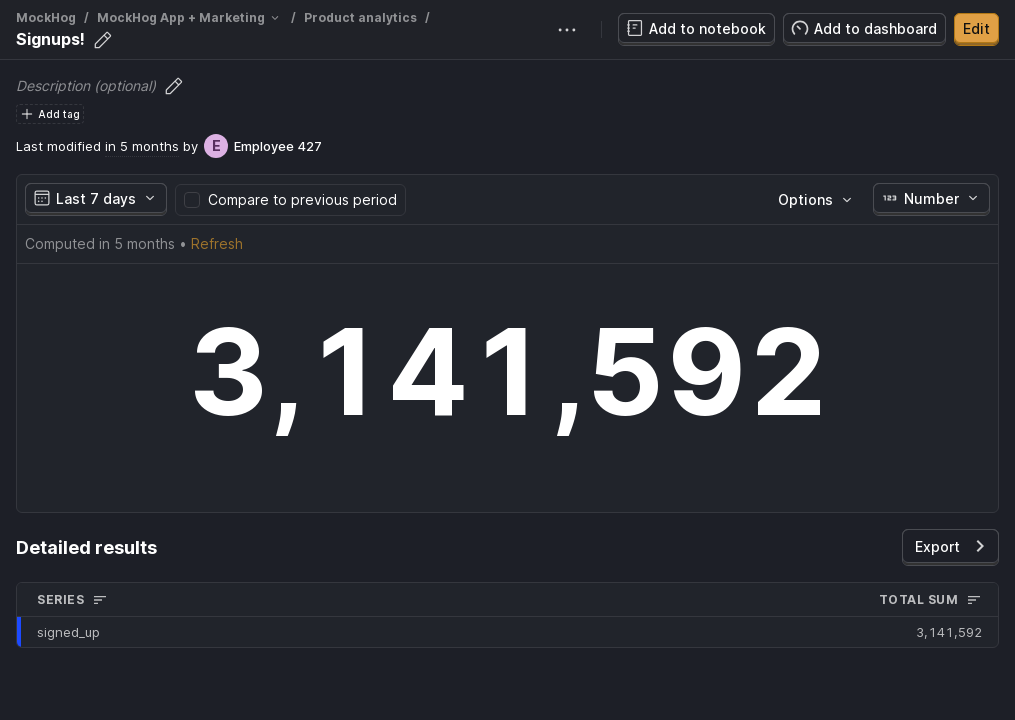 MockHog / MockHog App + Marketing / Product analytics /
Signups!
Add to notebook
Add to dashboard
Edit
Description (optional)
Add tag
Last modified in 5 months by E Employee 427
Last 7 days
Compare to previous period
Options
123 Number
Computed in 5 months • Refresh
3,141,592
Detailed results
Export
SERIES TOTAL SUM
signed_up 3,141,592